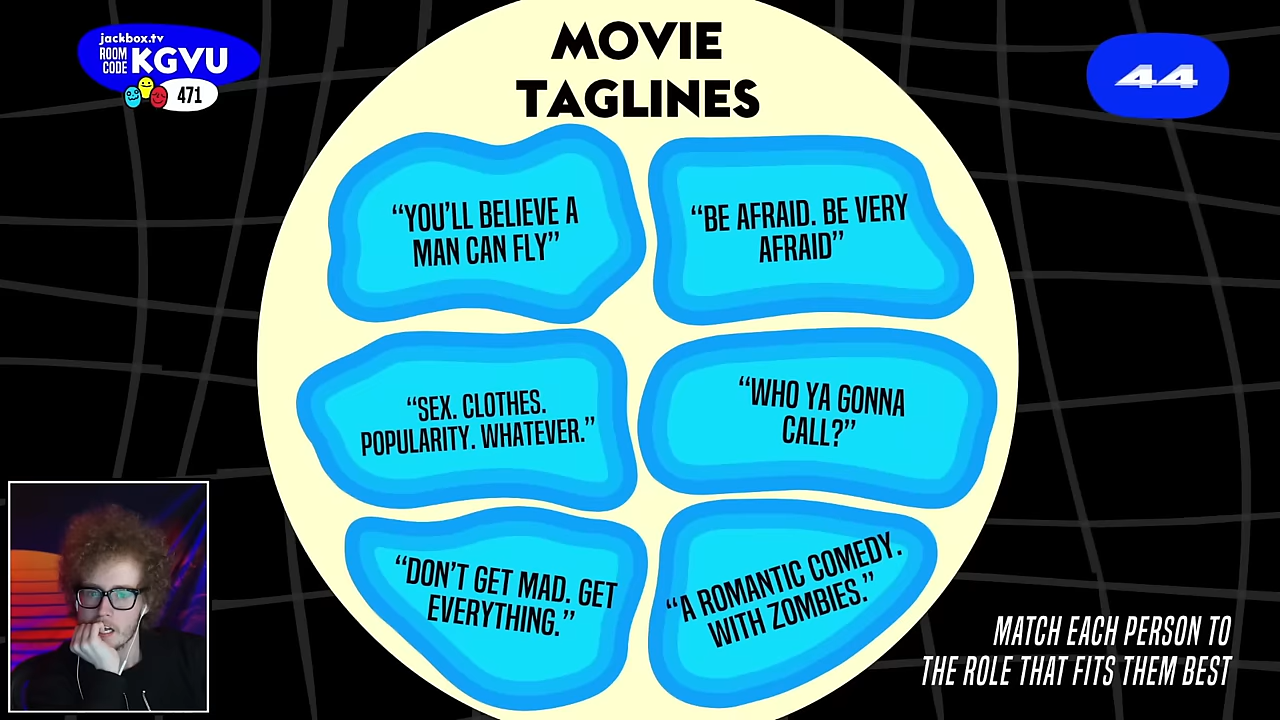 jackbox.tv
ROOM
CODE
KGVU
471
MOVIE
TAGLINES
44
“YOU’LL BELIEVE A
MAN CAN FLY”
“BE AFRAID. BE VERY
AFRAID”
“SEX. CLOTHES.
POPULARITY. WHATEVER.”
“WHO YA GONNA
CALL?”
“DON’T GET MAD. GET
EVERYTHING.”
“A ROMANTIC COMEDY.
WITH ZOMBIES.”
MATCH EACH PERSON TO
THE ROLE THAT FITS THEM BEST